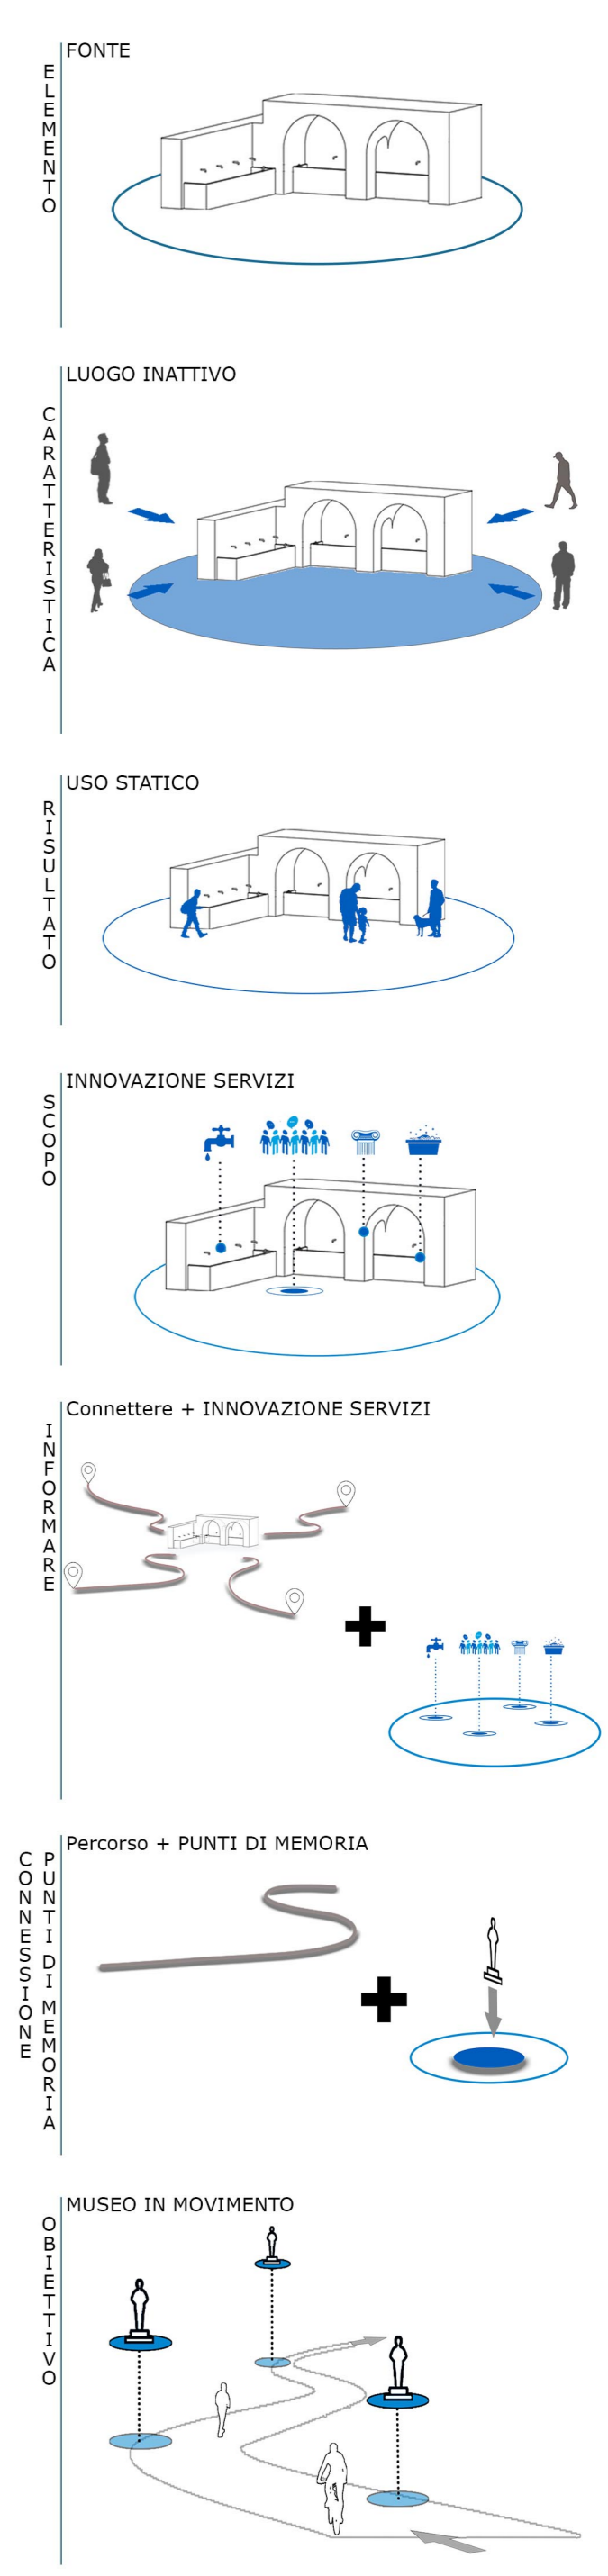 FONTE
ELEMENTO
LUOGO INATTIVO
CARATTERISTICA
USO STATICO
RISULTATO
INNOVAZIONE SERVIZI
SCOPO
Connettere + INNOVAZIONE SERVIZI
INFORMARE
Percorso + PUNTI DI MEMORIA
CONNESSIONE
PUNTI DI MEMORIA
MUSEO IN MOVIMENTO
OBIETTIVO